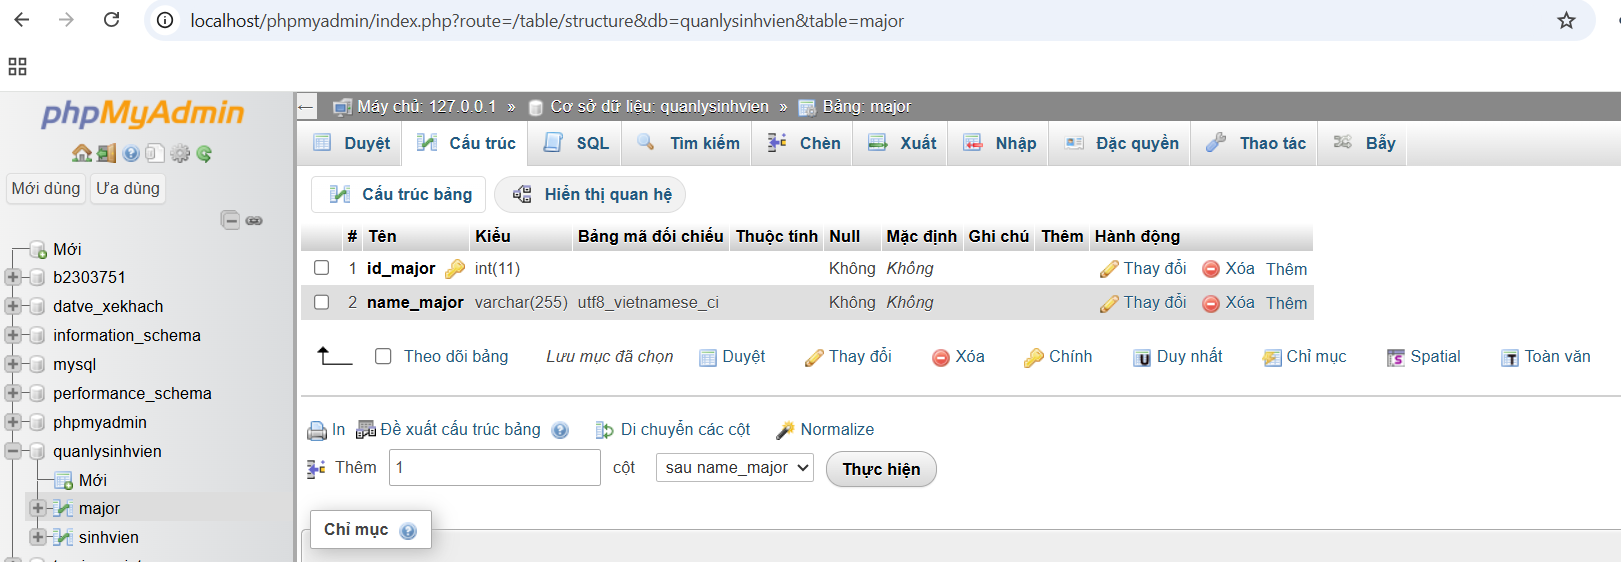 localhost/phpmyadmin/index.php?route=/table/structure&db=quanlysinhvien&table=major
phpMyAdmin
Mới dùng Ưa dùng
Mới
b2303751
datve_xekhach
information_schema
mysql
performance_schema
phpmyadmin
quanlysinhvien
Mới
major
sinhvien
← Máy chủ: 127.0.0.1 » Cơ sở dữ liệu: quanlysinhvien » Bảng: major
Duyệt Cấu trúc SQL Tìm kiếm Chèn Xuất Nhập Đặc quyền Thao tác Bẫy
Cấu trúc bảng Hiển thị quan hệ
# Tên Kiểu Bảng mã đối chiếu Thuộc tính Null Mặc định Ghi chú Thêm Hành động
1 id_major int(11) Không Không Thay đổi Xóa Thêm
2 name_major varchar(255) utf8_vietnamese_ci Không Không Thay đổi Xóa Thêm
Theo dõi bảng Lưu mục đã chọn Duyệt Thay đổi Xóa Chính Duy nhất Chỉ mục Spatial Toàn văn
In Đề xuất cấu trúc bảng Di chuyển các cột Normalize
Thêm 1 cột sau name_major Thực hiện
Chỉ mục